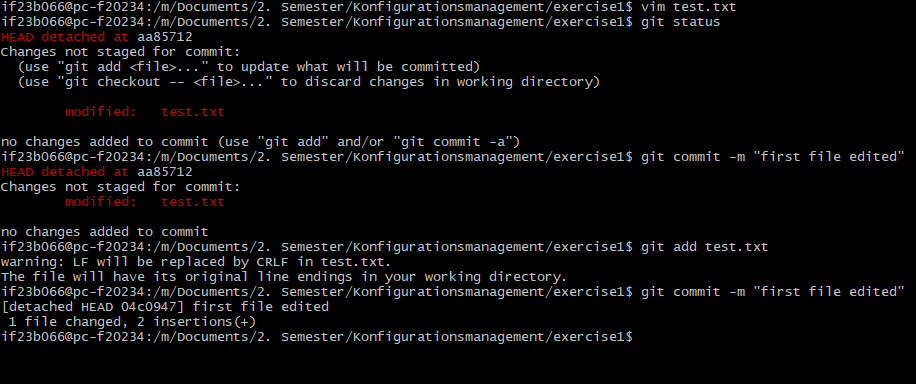 if23b066@pc-f20234:/m/Documents/2. Semester/Konfigurationsmanagement/exercise1$ vim test.txt
if23b066@pc-f20234:/m/Documents/2. Semester/Konfigurationsmanagement/exercise1$ git status
HEAD detached at aa85712
Changes not staged for commit:
  (use "git add <file>..." to update what will be committed)
  (use "git checkout -- <file>..." to discard changes in working directory)
        modified:   test.txt
no changes added to commit (use "git add" and/or "git commit -a")
if23b066@pc-f20234:/m/Documents/2. Semester/Konfigurationsmanagement/exercise1$ git commit -m "first file edited"
HEAD detached at aa85712
Changes not staged for commit:
        modified:   test.txt
no changes added to commit
if23b066@pc-f20234:/m/Documents/2. Semester/Konfigurationsmanagement/exercise1$ git add test.txt
warning: LF will be replaced by CRLF in test.txt.
The file will have its original line endings in your working directory.
if23b066@pc-f20234:/m/Documents/2. Semester/Konfigurationsmanagement/exercise1$ git commit -m "first file edited"
[detached HEAD 04c0947] first file edited
 1 file changed, 2 insertions(+)
if23b066@pc-f20234:/m/Documents/2. Semester/Konfigurationsmanagement/exercise1$